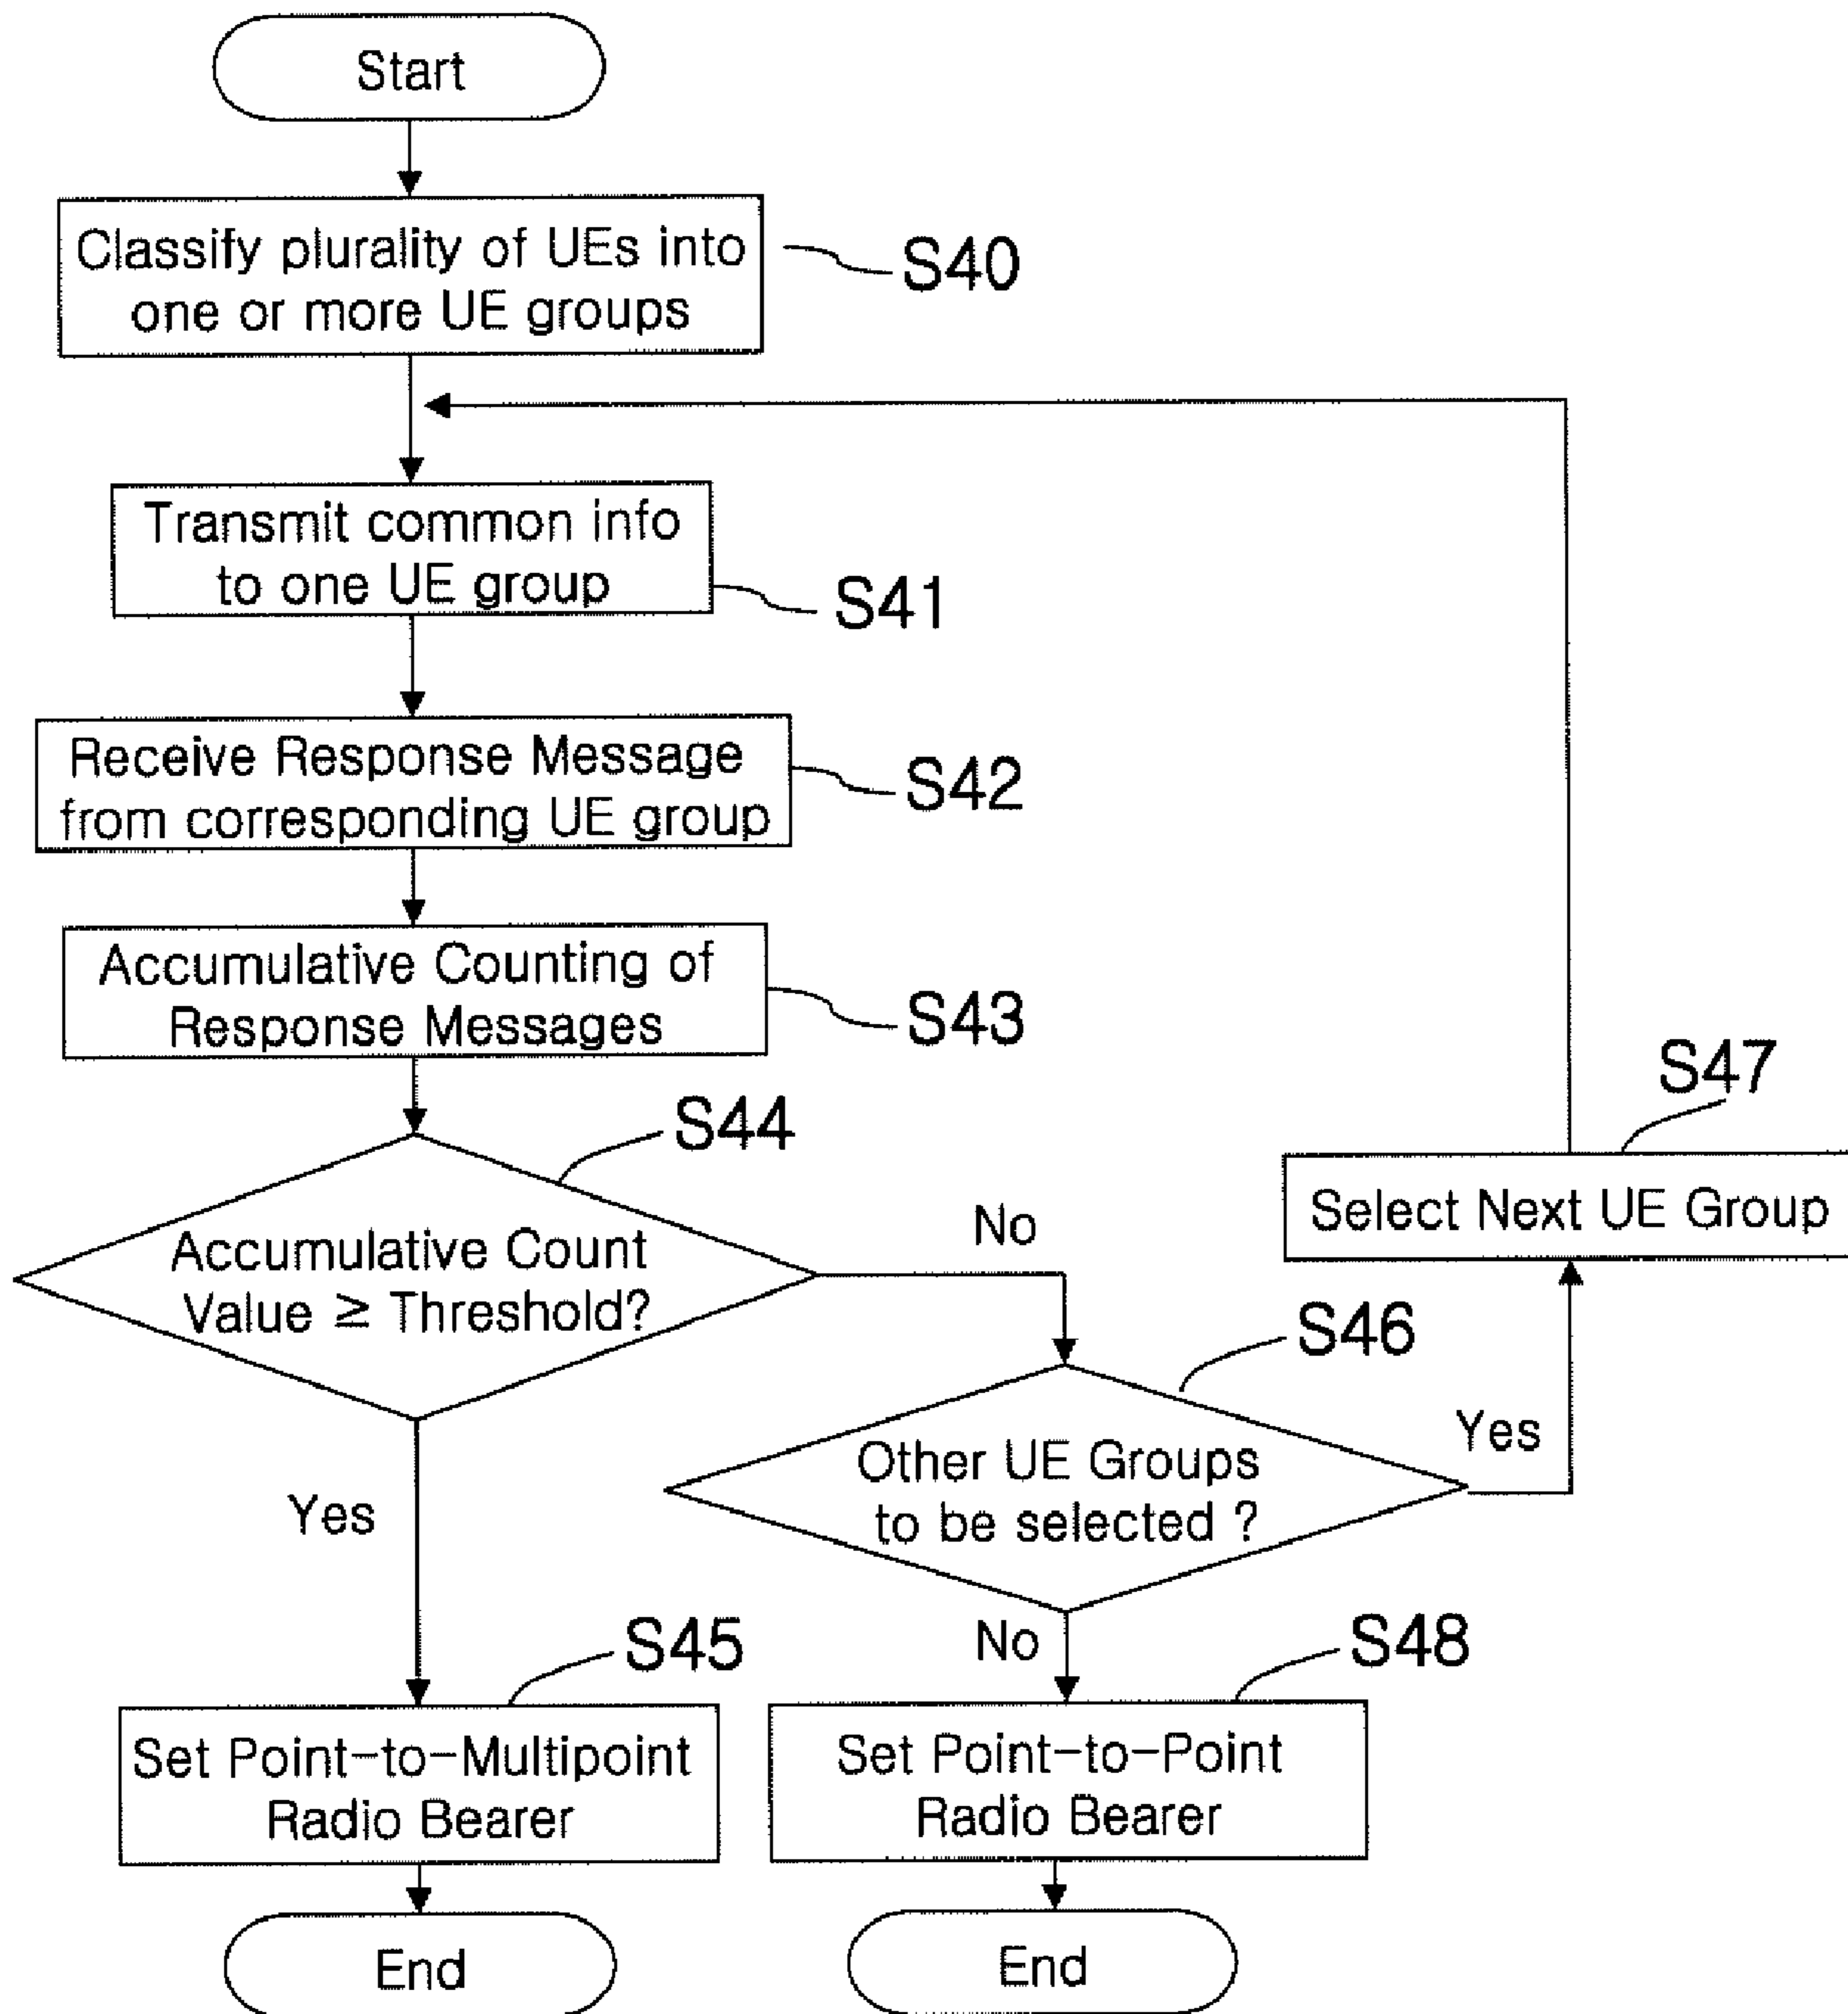 Start
Classify plurality of UEs into
one or more UE groups
S40
Transmit common info
to one UE group
S41
Receive Response Message
from corresponding UE group
S42
Accumulative Counting of
Response Messages
S43
S44
Accumulative Count
Value ≥ Threshold?
No
S47
Select Next UE Group
S46
Other UE Groups
to be selected ?
Yes
Yes
No
S45
Set Point-to-Multipoint
Radio Bearer
S48
Set Point-to-Point
Radio Bearer
End
End